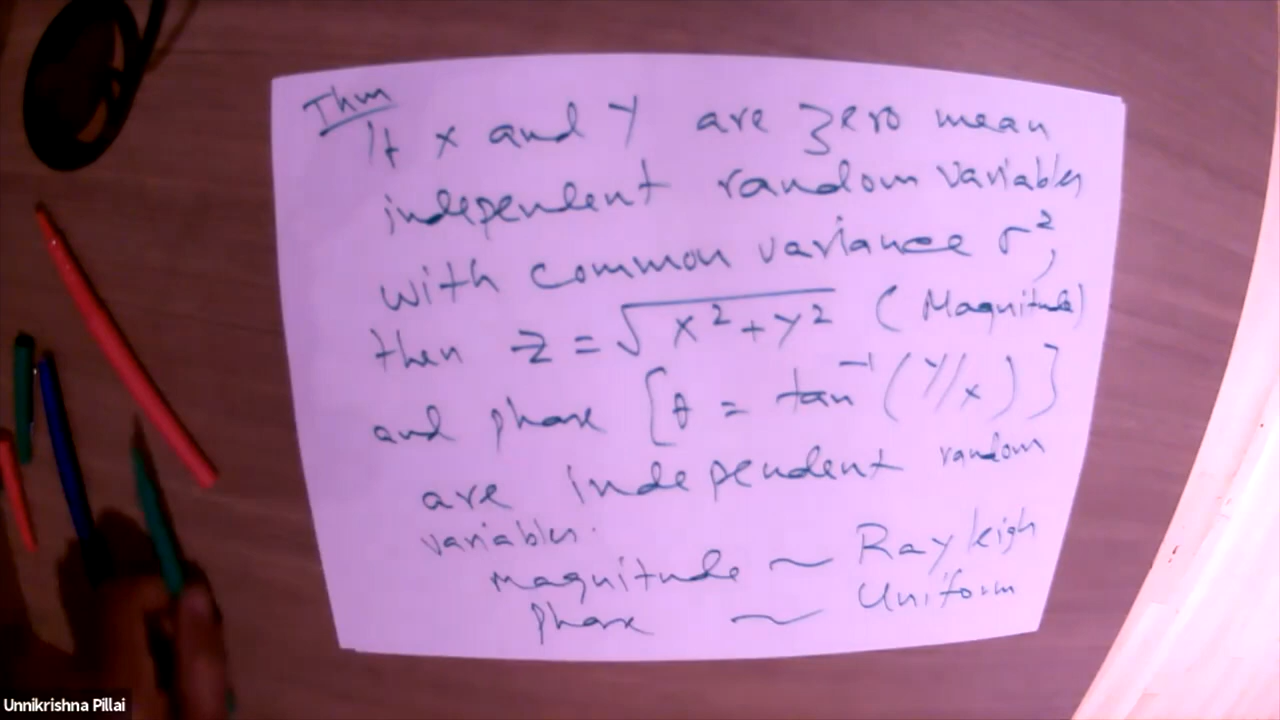 Thm
If X and Y are zero mean
independent random variables
with common variance σ²,
then Z = √(X² + Y²) (Magnitude)
and phase [θ = tan⁻¹(Y/X)]
are independent random
variables.
magnitude ~ Rayleigh
phase ~ Uniform
Unnikrishna Pillai